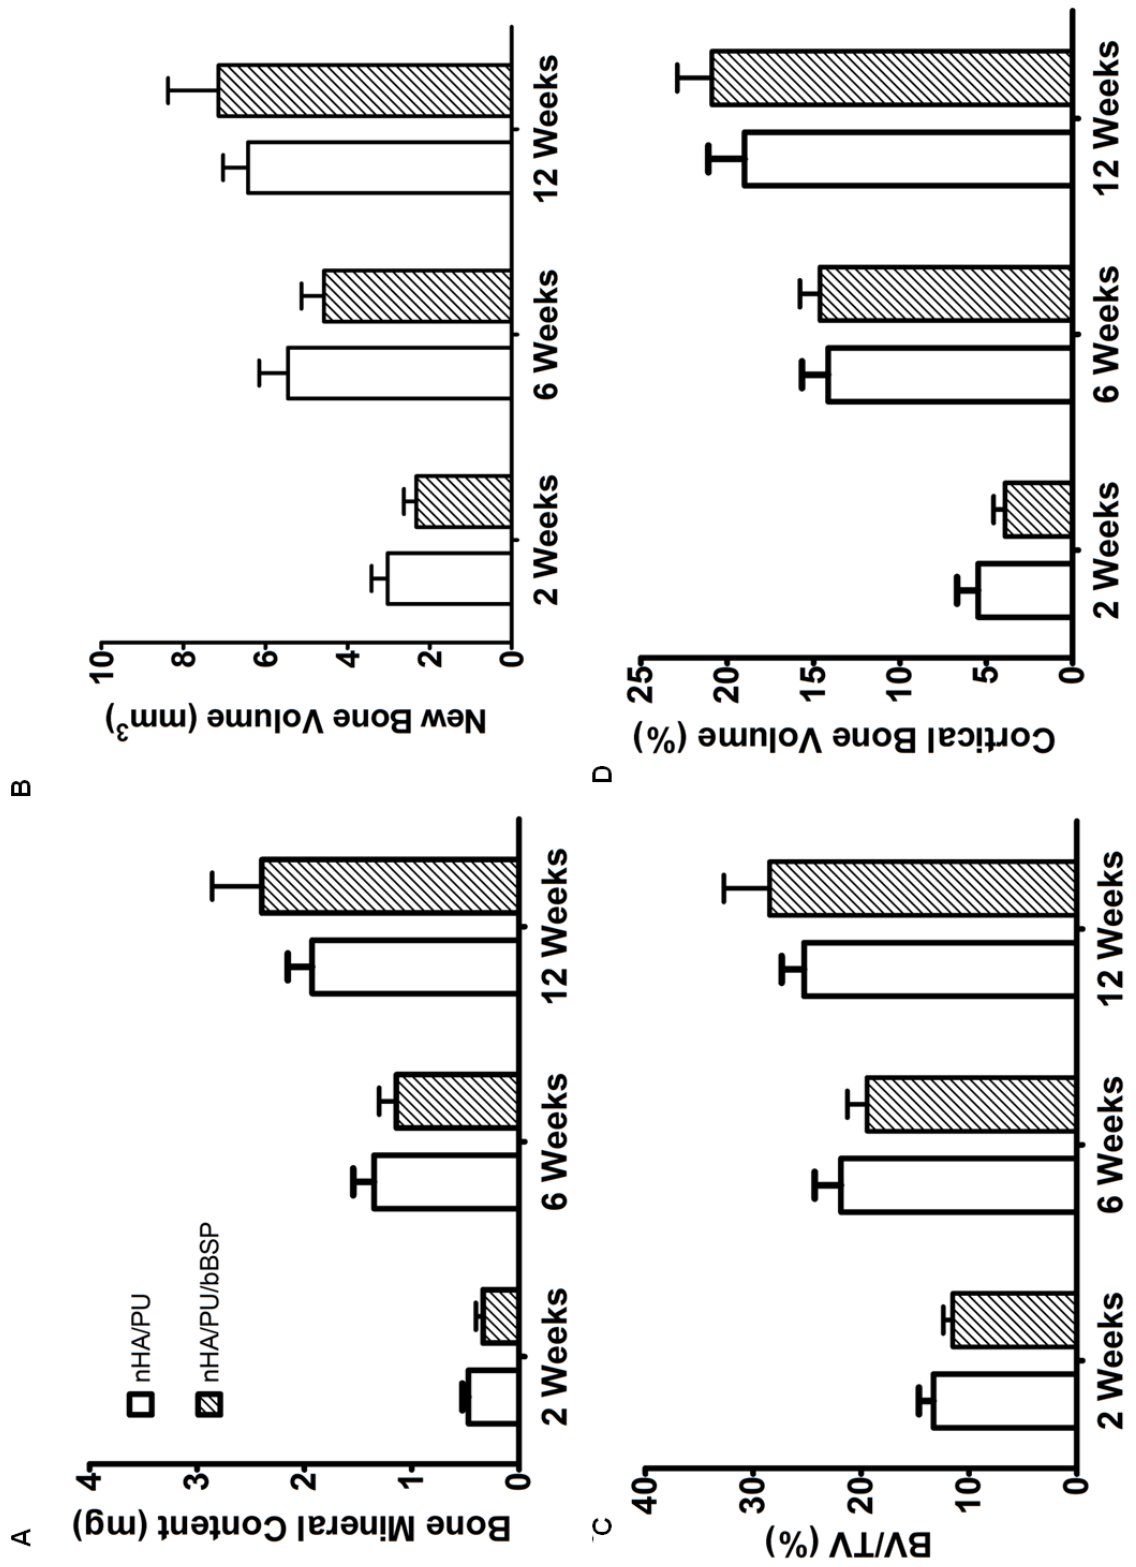 A
Bone Mineral Content (mg)
4
3
2
1
0
nHA/PU
nHA/PU/bBSP
2 Weeks
6 Weeks
12 Weeks
B
New Bone Volume (mm³)
10
8
6
4
2
0
2 Weeks
6 Weeks
12 Weeks
C
BV/TV (%)
40
30
20
10
0
2 Weeks
6 Weeks
12 Weeks
D
Cortical Bone Volume (%)
25
20
15
10
5
0
2 Weeks
6 Weeks
12 Weeks